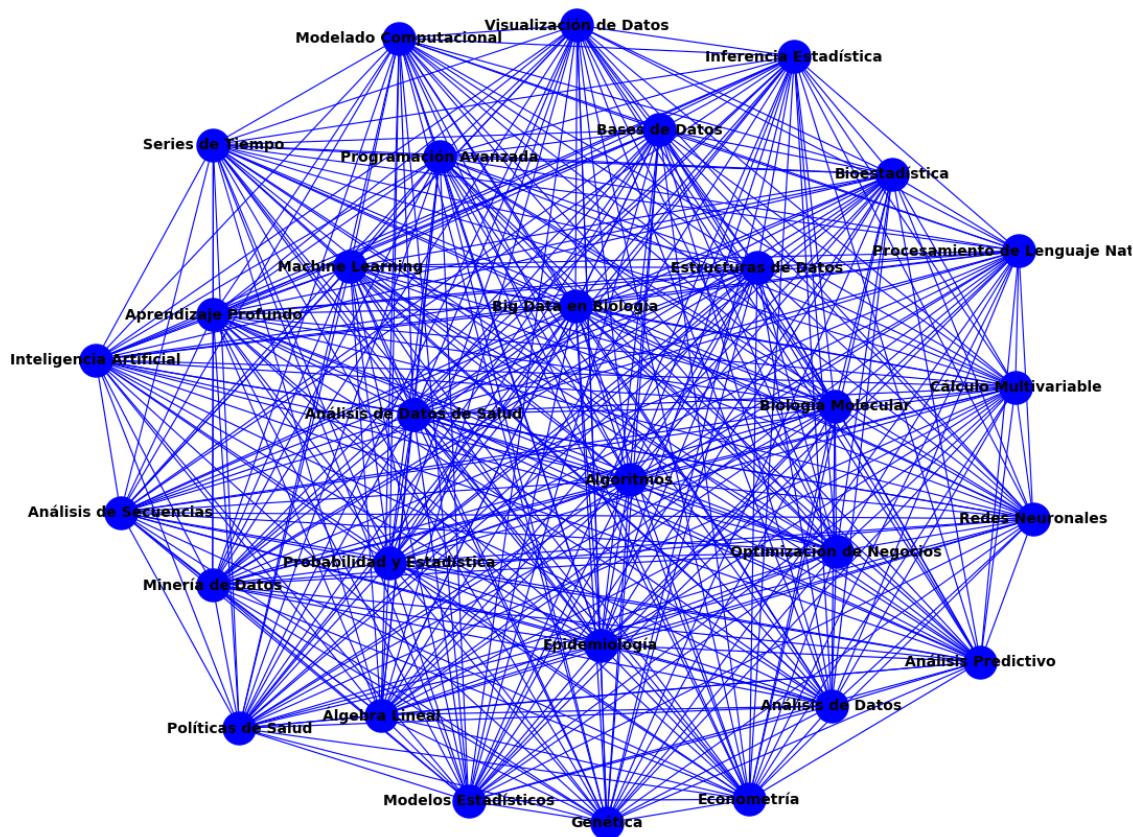 Visualización de Datos
Modelado Computacional
Inferencia Estadística
Bases de Datos
Series de Tiempo
Programación Avanzada
Bioestadística
Procesamiento de Lenguaje Nat
Machine Learning
Estructuras de Datos
Big Data en Biología
Aprendizaje Profundo
Inteligencia Artificial
Cálculo Multivariable
Biología Molecular
Análisis de Datos de Salud
Algoritmos
Análisis de Secuencias
Redes Neuronales
Optimización de Negocios
Probabilidad y Estadística
Minería de Datos
Epidemiología
Análisis Predictivo
Análisis de Datos
Álgebra Lineal
Políticas de Salud
Modelos Estadísticos
Econometría
Genética